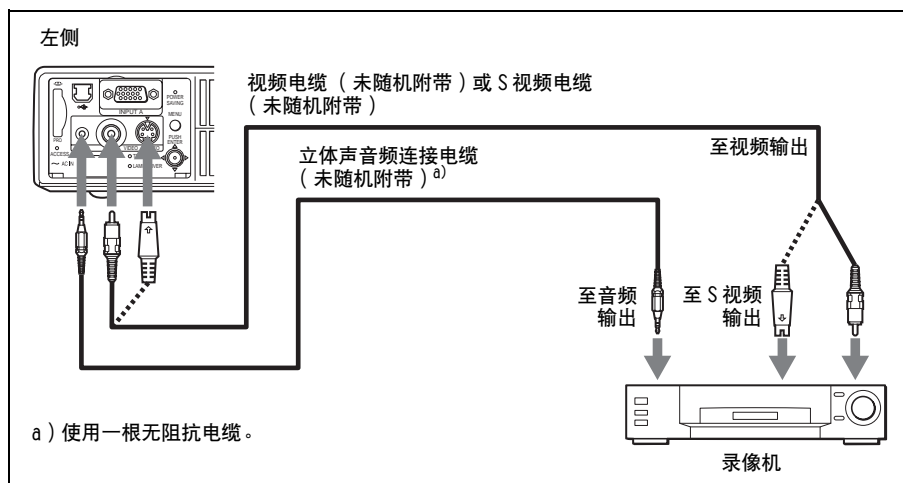 左侧
视频电缆（未随机附带）或 S 视频电缆
（未随机附带）
POWER
SAVING
INPUT A
MENU
PUSH
ENTER
PRO
ACCESS
VIDEO
AC IN
立体声音频连接电缆
（未随机附带）a)
至视频输出
至音频
输出
至 S 视频
输出
a）使用一根无阻抗电缆。
录像机